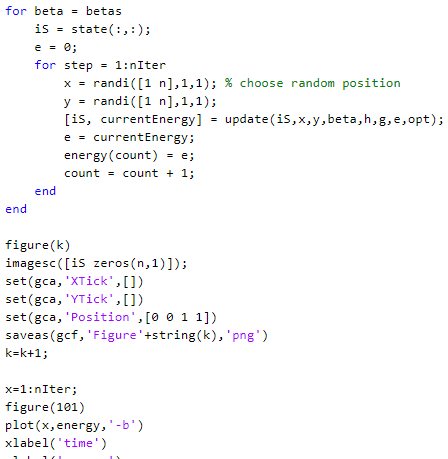 for beta = betas
    iS = state(:,:);
    e = 0;
    for step = 1:nIter
        x = randi([1 n],1,1); % choose random position
        y = randi([1 n],1,1);
        [iS, currentEnergy] = update(iS,x,y,beta,h,g,e,opt);
        e = currentEnergy;
        energy(count) = e;
        count = count + 1;
    end
end

figure(k)
imagesc([iS zeros(n,1)]);
set(gca,'XTick',[])
set(gca,'YTick',[])
set(gca,'Position',[0 0 1 1])
saveas(gcf,'Figure'+string(k),'png')
k=k+1;

x=1:nIter;
figure(101)
plot(x,energy,'-b')
xlabel('time')